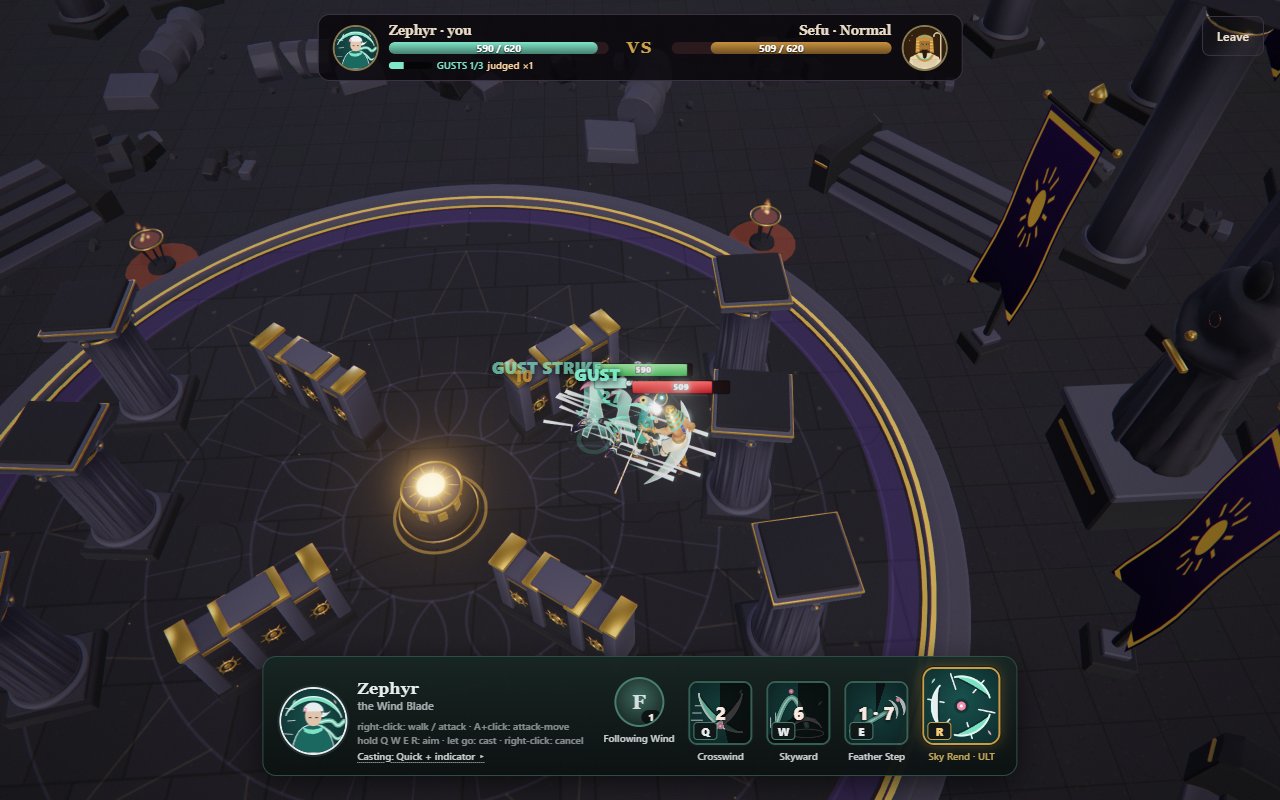 Zephyr · you
590 / 620
GUSTS 1/3 judged ×1
VS
Sefu · Normal
509 / 620
Leave
GUST STRIKE
10
GUST
590
509
27
Zephyr
the Wind Blade
right-click: walk / attack · A+click: attack-move
hold Q W E R: aim · let go: cast · right-click: cancel
Casting: Quick + indicator ▸
F
1
Following Wind
2
Q
Crosswind
6
W
Skyward
1 · 7
E
Feather Step
R
Sky Rend · ULT